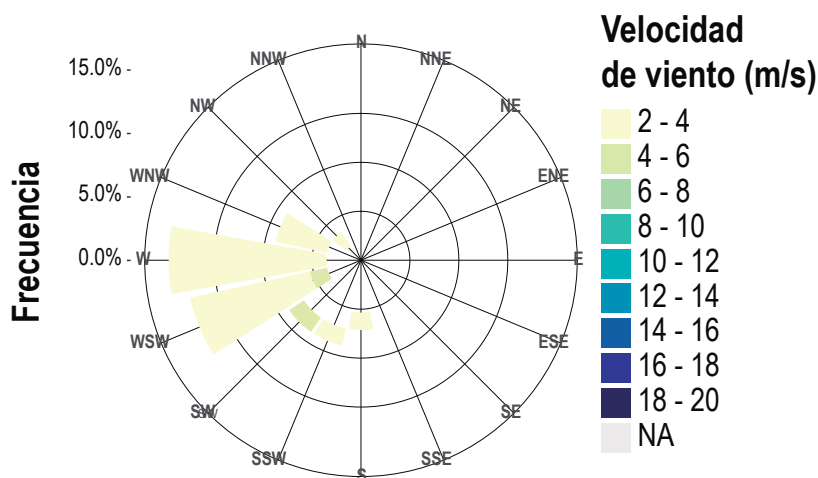 Velocidad
de viento (m/s)
2 - 4
4 - 6
6 - 8
8 - 10
10 - 12
12 - 14
14 - 16
16 - 18
18 - 20
NA
Frecuencia
15.0% -
10.0% -
5.0% -
0.0% -
N
NNE
NE
ENE
E
ESE
SE
SSE
S
SSW
SW
WSW
W
WNW
NW
NNW